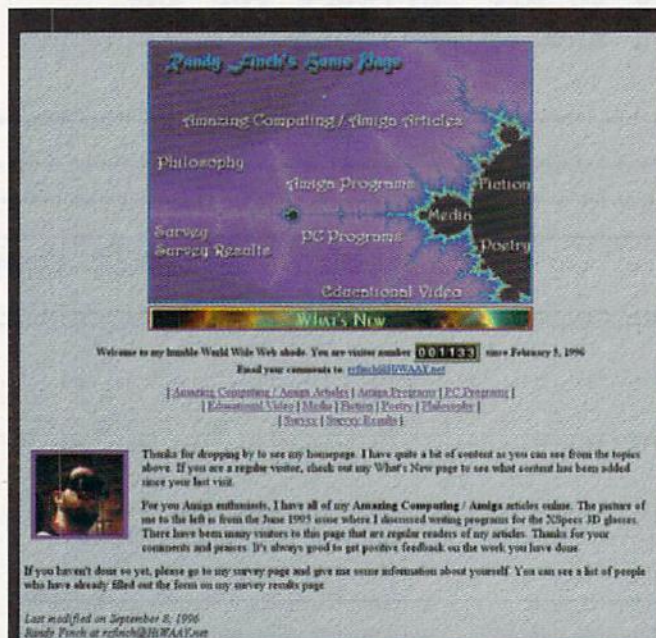 Randy Finch's Home Page
Amazing Computing / Amiga Articles
Philosophy
Amiga Programs
Fiction
Media
Survey
PC Programs
Survey Results
Poetry
Educational Video
What's New
Welcome to my humble World Wide Web abode. You are visitor number 001133 since February 5, 1996
Email your comments to: rcfinch@HiWAAY.net
| Amazing Computing / Amiga Articles | Amiga Programs | PC Programs |
| Educational Video | Media | Fiction | Poetry | Philosophy |
| Survey | Survey Results |
Thanks for dropping by to see my homepage. I have quite a bit of content as you can see from the topics
above. If you are a regular visitor, check out my What's New page to see what content has been added
since your last visit.
For you Amiga enthusiasts, I have all of my Amazing Computing / Amiga articles online. The picture of
me to the left is from the June 1993 issue where I discussed writing programs for the XSpecs 3D glasses.
There have been many visitors to this page that are regular readers of my articles. Thanks for your
comments and praises. It's always good to get positive feedback on the work you have done.
If you haven't done so yet, please go to my survey page and give me some information about yourself. You can see a list of people
who have already filled out the form on my survey results page.
Last modified on September 8, 1996
Randy Finch at rcfinch@HiWAAY.net